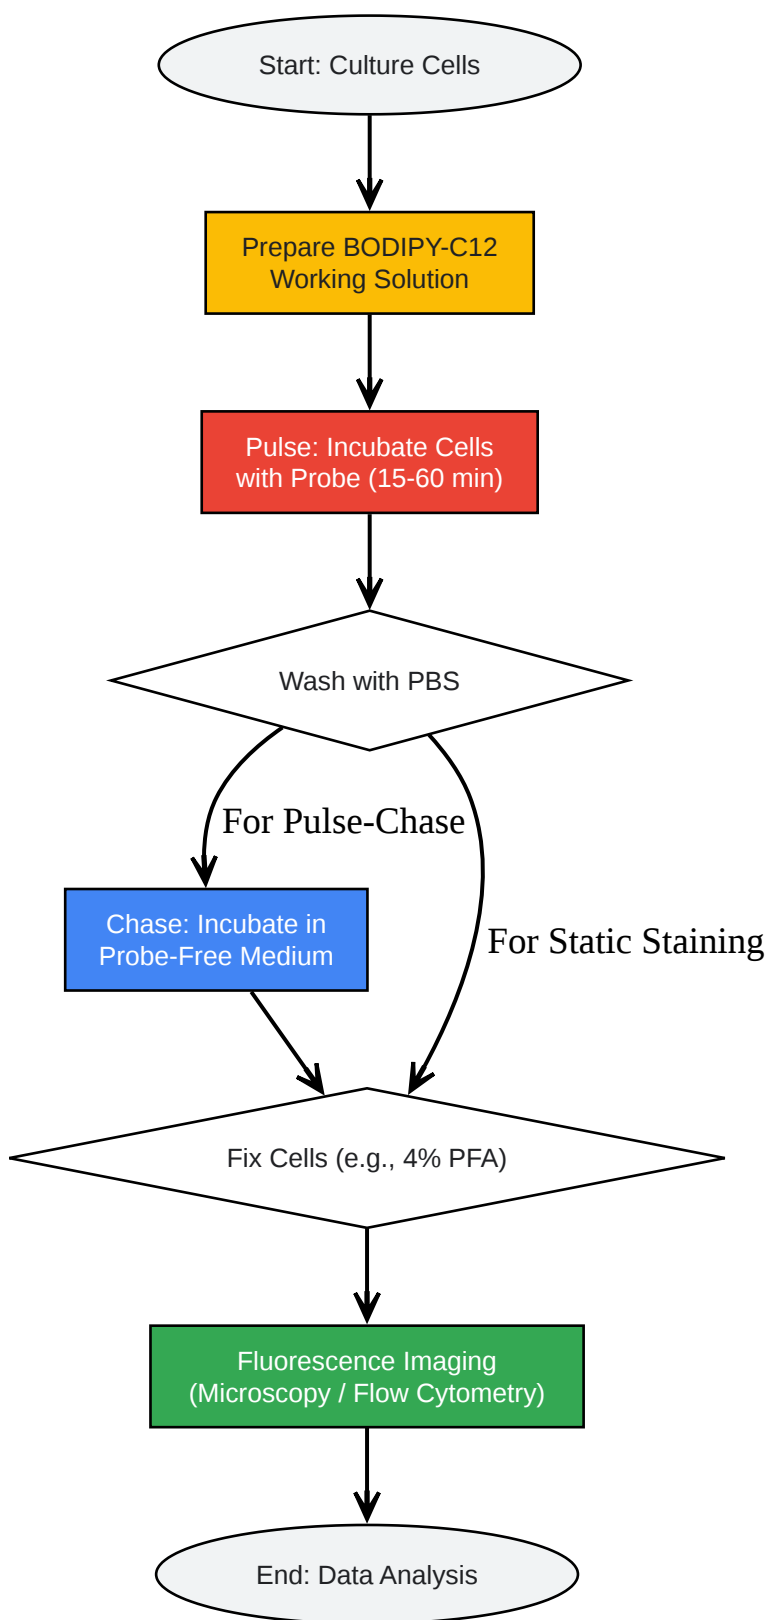 Start: Culture Cells
Prepare BODIPY-C12
Working Solution
Pulse: Incubate Cells
with Probe (15-60 min)
Wash with PBS
For Pulse-Chase
Chase: Incubate in
Probe-Free Medium
For Static Staining
Fix Cells (e.g., 4% PFA)
Fluorescence Imaging
(Microscopy / Flow Cytometry)
End: Data Analysis